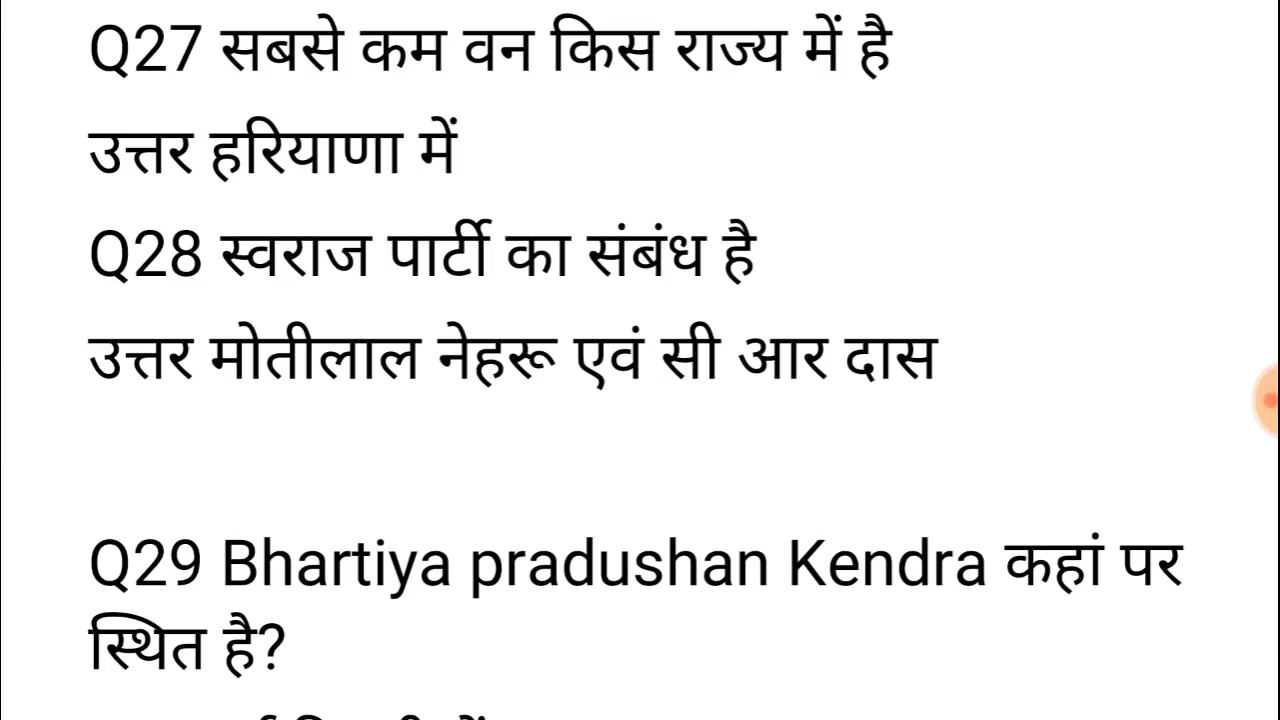 Q27 सबसे कम वन किस राज्य में है
उत्तर हरियाणा में
Q28 स्वराज पार्टी का संबंध है
उत्तर मोतीलाल नेहरू एवं सी आर दास
Q29 Bhartiya pradushan Kendra कहां पर
स्थित है?